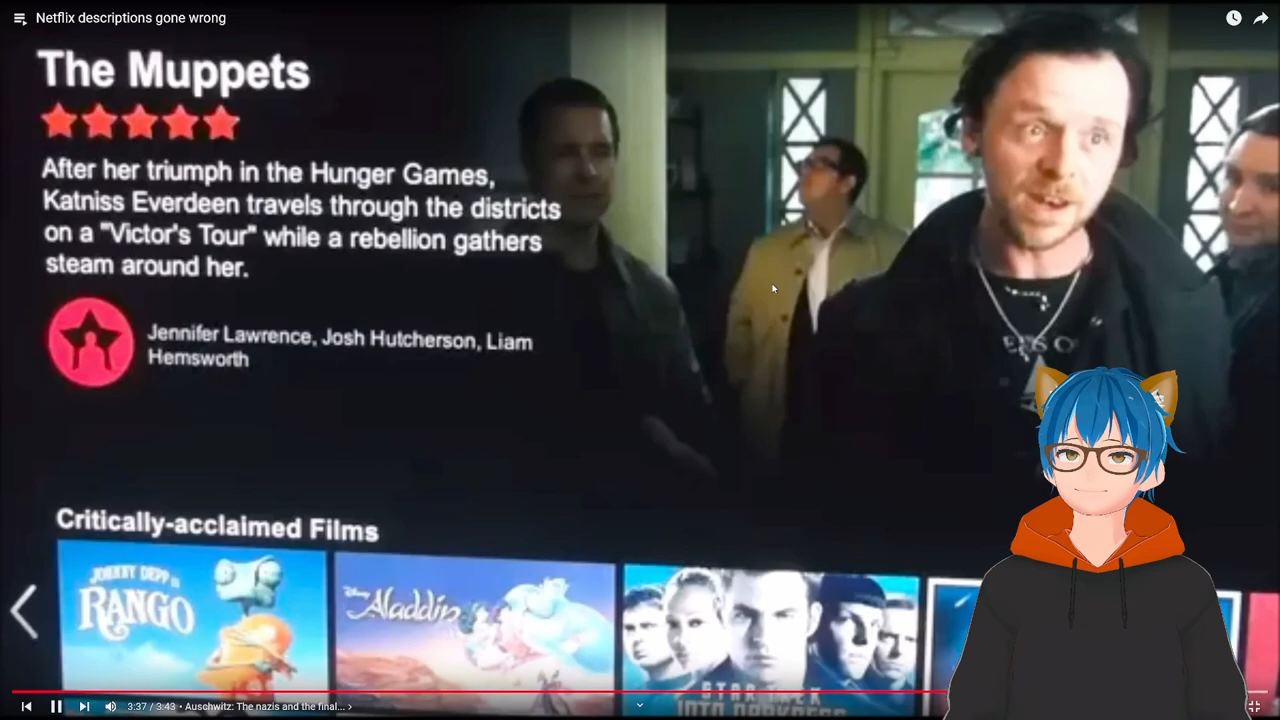 Netflix descriptions gone wrong
The Muppets
After her triumph in the Hunger Games,
Katniss Everdeen travels through the districts
on a "Victor's Tour" while a rebellion gathers
steam around her.
Jennifer Lawrence, Josh Hutcherson, Liam
Hemsworth
Critically-acclaimed Films
JOHNNY DEPP IS
RANGO
Disney
Aladdin
STAR TREK
INTO DARKNESS
3:37 / 3:43 • Auschwitz: The nazis and the final... >